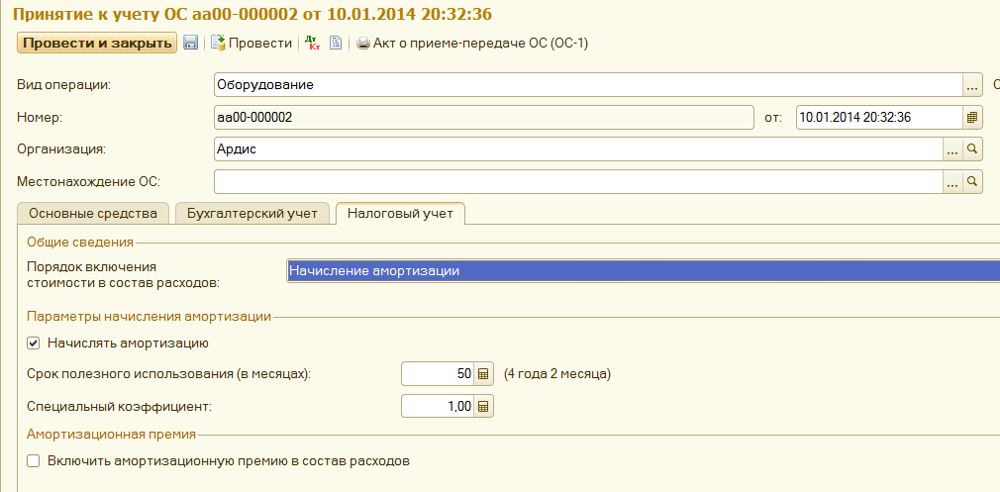 Принятие к учету ОС аа00-000002 от 10.01.2014 20:32:36
Провести и закрыть Провести Дт Кт Акт о приеме-передаче ОС (ОС-1)
Вид операции: Оборудование ... О
Номер: аа00-000002 от: 10.01.2014 20:32:36
Организация: Ардис ...
Местонахождение ОС: ...
Основные средства Бухгалтерский учет Налоговый учет
Общие сведения
Порядок включения
стоимости в состав расходов: Начисление амортизации
Параметры начисления амортизации
Начислять амортизацию
Срок полезного использования (в месяцах): 50 (4 года 2 месяца)
Специальный коэффициент: 1,00
Амортизационная премия
Включить амортизационную премию в состав расходов